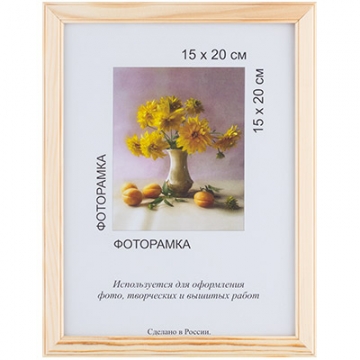 15 x 20 см
15 x 20 см
ФОТОРАМКА
ФОТОРАМКА
Используется для оформления
фото, творческих и вышитых работ
Сделано в России.